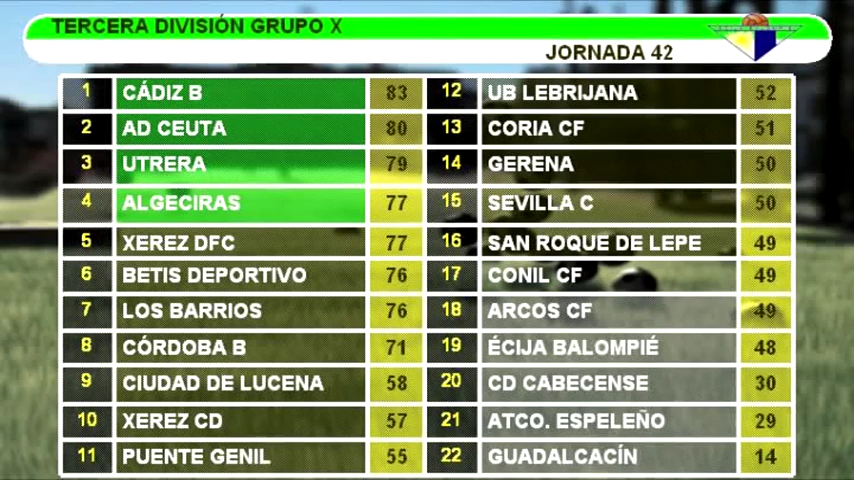 TERCERA DIVISIÓN GRUPO X
JORNADA 42
1 CÁDIZ B 83
2 AD CEUTA 80
3 UTRERA 79
4 ALGECIRAS 77
5 XEREZ DFC 77
6 BETIS DEPORTIVO 76
7 LOS BARRIOS 76
8 CÓRDOBA B 71
9 CIUDAD DE LUCENA 58
10 XEREZ CD 57
11 PUENTE GENIL 55
12 UB LEBRIJANA 52
13 CORIA CF 51
14 GERENA 50
15 SEVILLA C 50
16 SAN ROQUE DE LEPE 49
17 CONIL CF 49
18 ARCOS CF 49
19 ÉCIJA BALOMPIÉ 48
20 CD CABECENSE 30
21 ATCO. ESPELEÑO 29
22 GUADALCACÍN 14